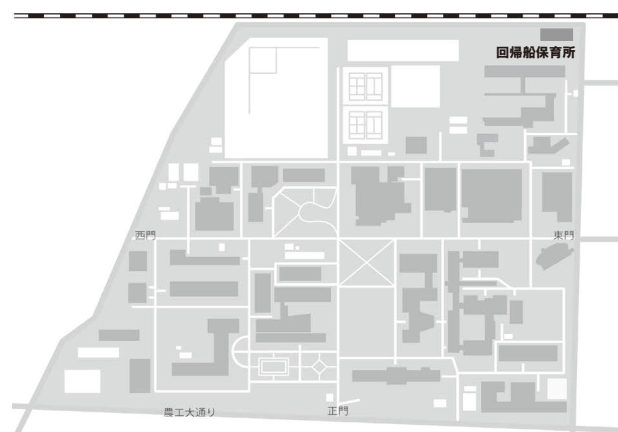 回帰船保育所
西門
東門
農工大通り
正門